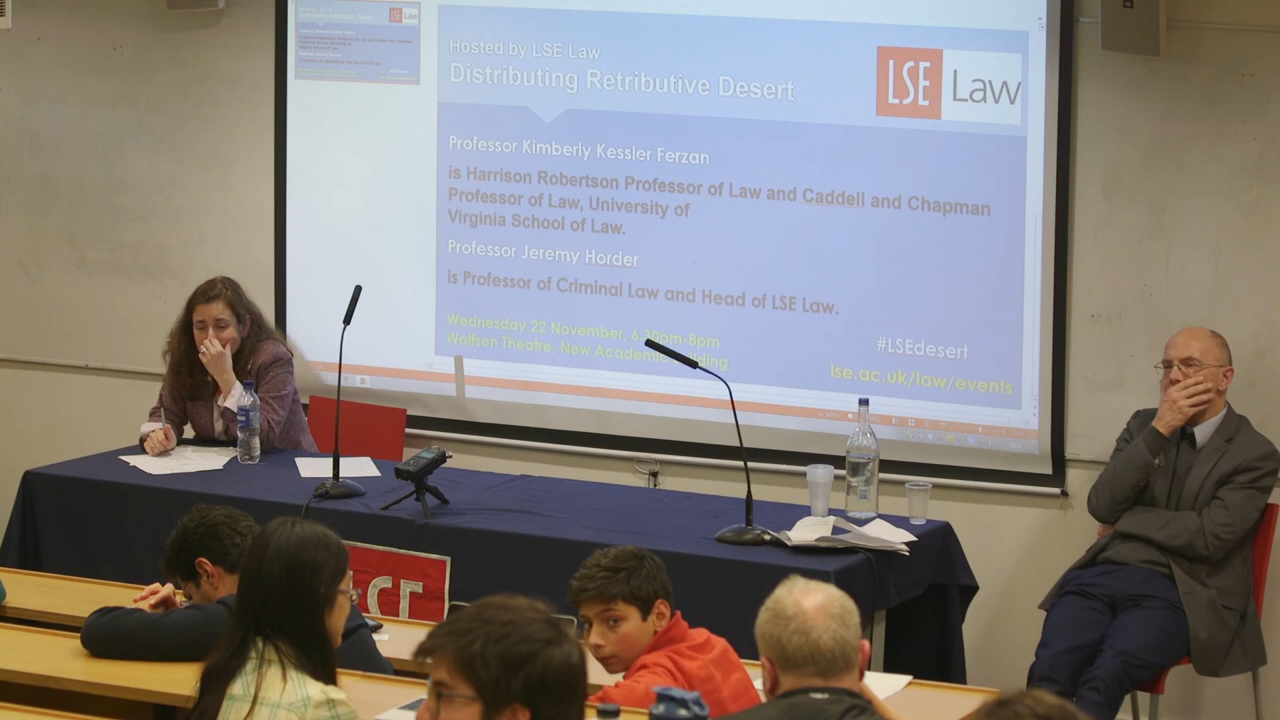 Hosted by LSE Law
Distributing Retributive Desert
LSE Law
Professor Kimberly Kessler Ferzan
is Harrison Robertson Professor of Law and Caddell and Chapman
Professor of Law, University of
Virginia School of Law.
Professor Jeremy Horder
is Professor of Criminal Law and Head of LSE Law.
Wednesday 22 November, 6.30pm-8pm
Wolfson Theatre, New Academic Building
#LSEdesert
lse.ac.uk/law/events